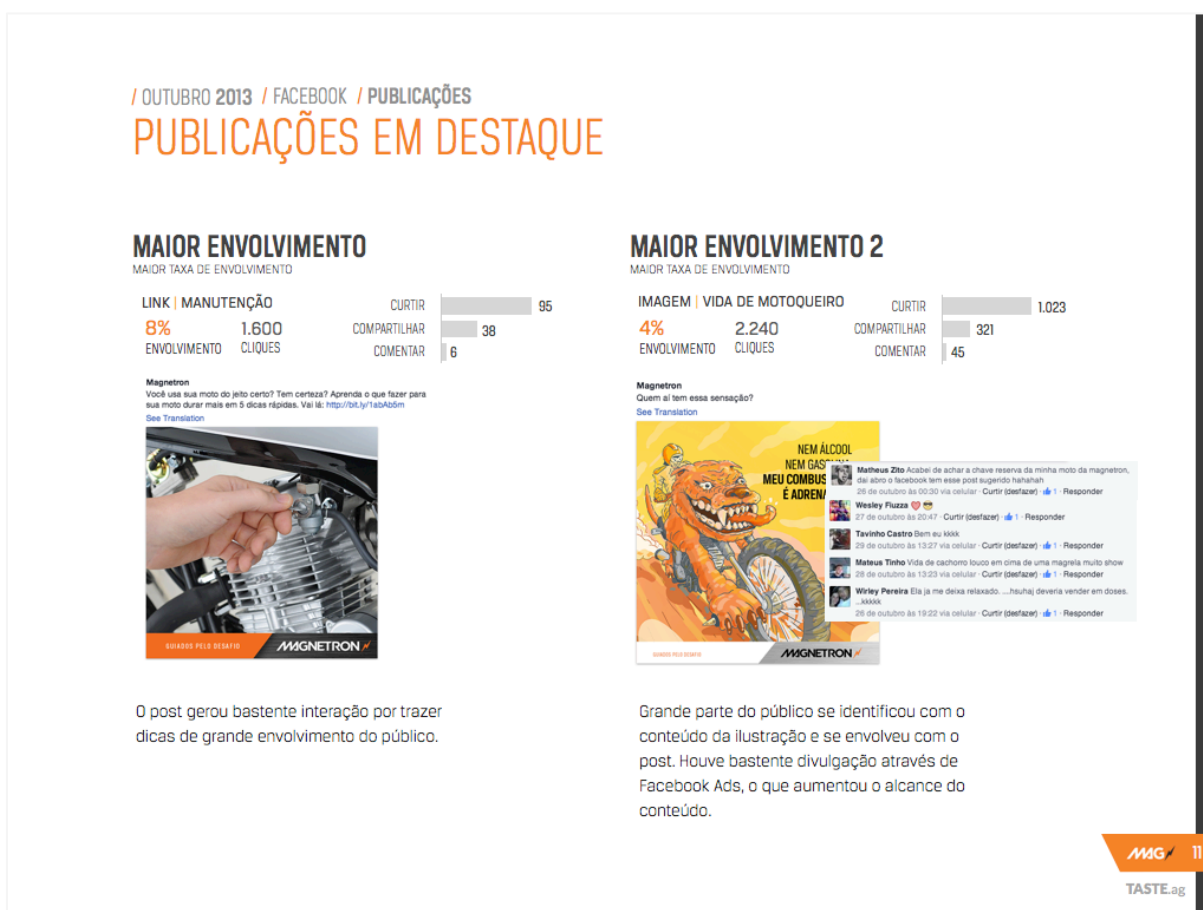 / OUTUBRO 2013 / FACEBOOK / PUBLICAÇÕES
PUBLICAÇÕES EM DESTAQUE
MAIOR ENVOLVIMENTO
MAIOR TAXA DE ENVOLVIMENTO
LINK | MANUTENÇÃO
8%
ENVOLVIMENTO
1.600
CLIQUES
CURTIR 95
COMPARTILHAR 38
COMENTAR 6
Magnetron
Você usa sua moto do jeito certo? Tem certeza? Aprenda o que fazer para
sua moto durar mais em 5 dicas rápidas. Vai lá: http://bit.ly/1abAb5m
See Translation
GUIADOS PELO DESAFIO
MAGNETRON
O post gerou bastente interação por trazer
dicas de grande envolvimento do público.
MAIOR ENVOLVIMENTO 2
MAIOR TAXA DE ENVOLVIMENTO
IMAGEM | VIDA DE MOTOQUEIRO
4%
ENVOLVIMENTO
2.240
CLIQUES
CURTIR 1.023
COMPARTILHAR 321
COMENTAR 45
Magnetron
Quem aí tem essa sensação?
See Translation
NEM ÁLCOOL
NEM
MEU
É
Matheus Zito Acabei de achar a chave reserva da minha moto da magnetron,
dai abro o facebook tem esse post sugerido hahahah
26 de outubro às 00:30 via celular · Curtir (desfazer) · 1 · Responder
Wesley Fiuzza
27 de outubro às 20:47 · Curtir (desfazer) · 1 · Responder
Tavinho Castro Bem eu kkkk
29 de outubro às 13:27 via celular · Curtir (desfazer) · 1 · Responder
Mateus Tinho Vida de cachorro louco em cima de uma magrela muito show
28 de outubro às 13:23 via celular · Curtir (desfazer) · 1 · Responder
Wirley Pereira Ela ja me deixa relaxado. ...hsuhaj deveria vender em doses.
...kkkkk
26 de outubro às 19:22 via celular · Curtir (desfazer) · 1 · Responder
GUIADOS PELO DESAFIO
MAGNETRON
Grande parte do público se identificou com o
conteúdo da ilustração e se envolveu com o
post. Houve bastente divulgação através de
Facebook Ads, o que aumentou o alcance do
conteúdo.
MAG 11
TASTE.ag